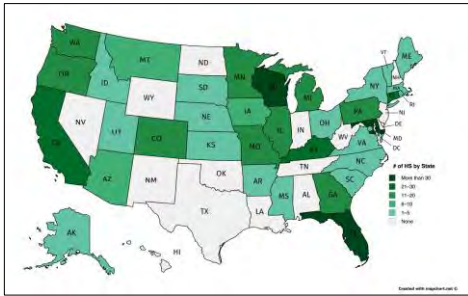 WA
ND
MT
MN
ME
VT
NH
OR
ID
SD
WI
NY
MA
WY
MI
RI
IA
PA
NJ
NE
OH
NV
IL
IN
DE
UT
CO
WV
MD
CA
KS
MO
KY
VA
DC
TN
NC
AZ
OK
NM
AR
SC
# of HS by State
MS
AL
GA
More than 30
TX
LA
21-30
11-20
6-10
AK
FL
1-5
HI
None
Created with mapchart.net ©